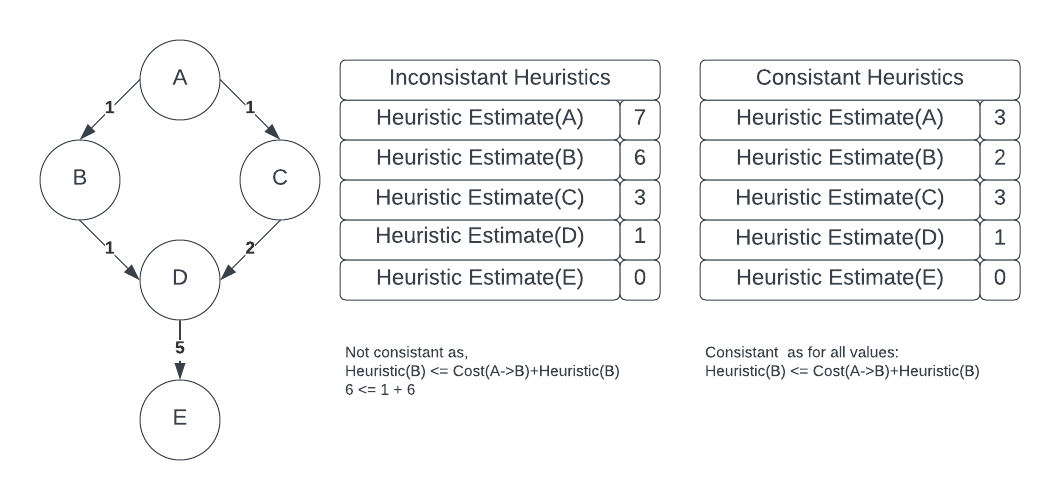 A
1
1
B
C
1
2
D
5
E
Inconsistant Heuristics
Heuristic Estimate(A) 7
Heuristic Estimate(B) 6
Heuristic Estimate(C) 3
Heuristic Estimate(D) 1
Heuristic Estimate(E) 0
Not consistant as,
Heuristic(B) <= Cost(A->B)+Heuristic(B)
6 <= 1 + 6
Consistant Heuristics
Heuristic Estimate(A) 3
Heuristic Estimate(B) 2
Heuristic Estimate(C) 3
Heuristic Estimate(D) 1
Heuristic Estimate(E) 0
Consistant as for all values:
Heuristic(B) <= Cost(A->B)+Heuristic(B)